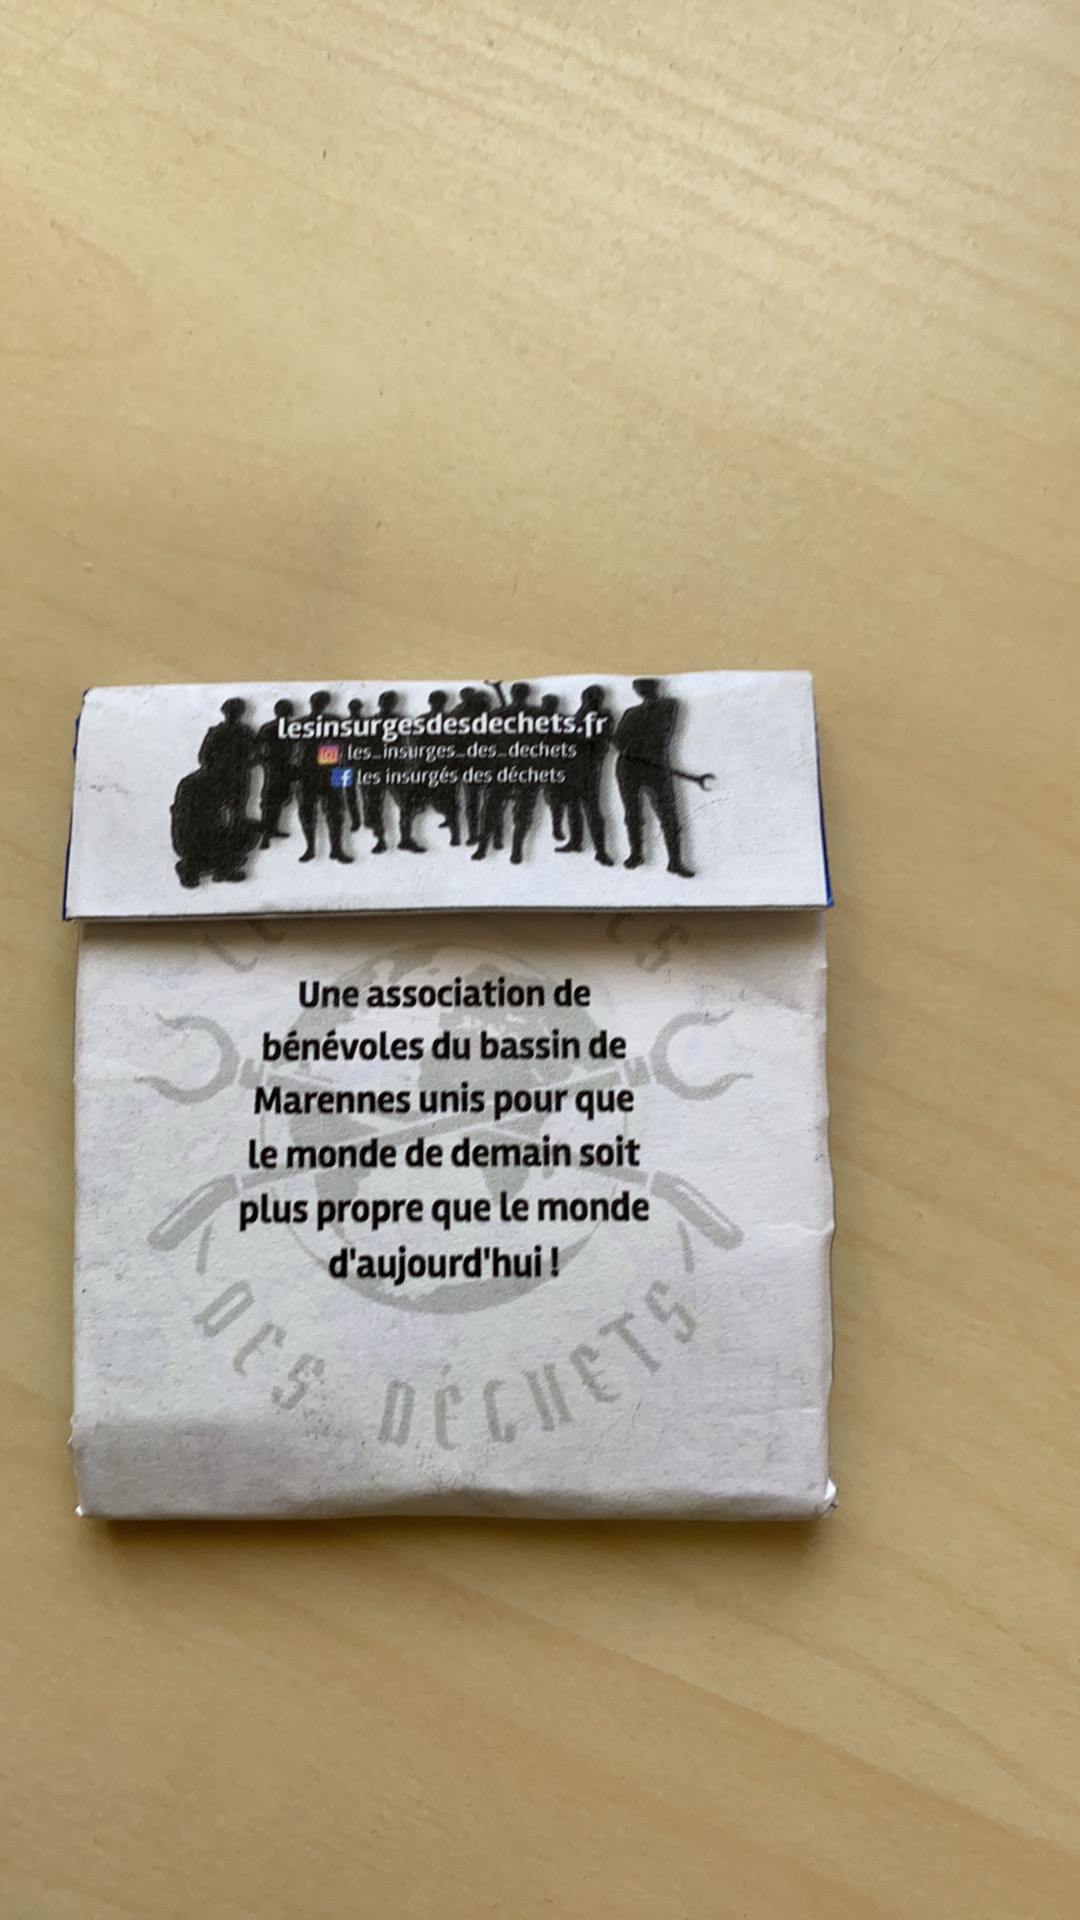 lesinsurgesdesdechets.fr
les_insurges_des_dechets
les insurgés des déchets
Une association de
bénévoles du bassin de
Marennes unis pour que
le monde de demain soit
plus propre que le monde
d'aujourd'hui !
DES DÉCHETS